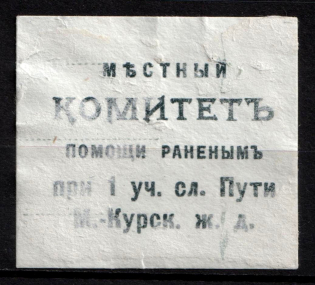 МѢСТНЫЙ
КОМИТЕТЪ
ПОМОЩИ РАНЕНЫМЪ
при 1 уч. сл. Пути
М.-Курск. ж. д.